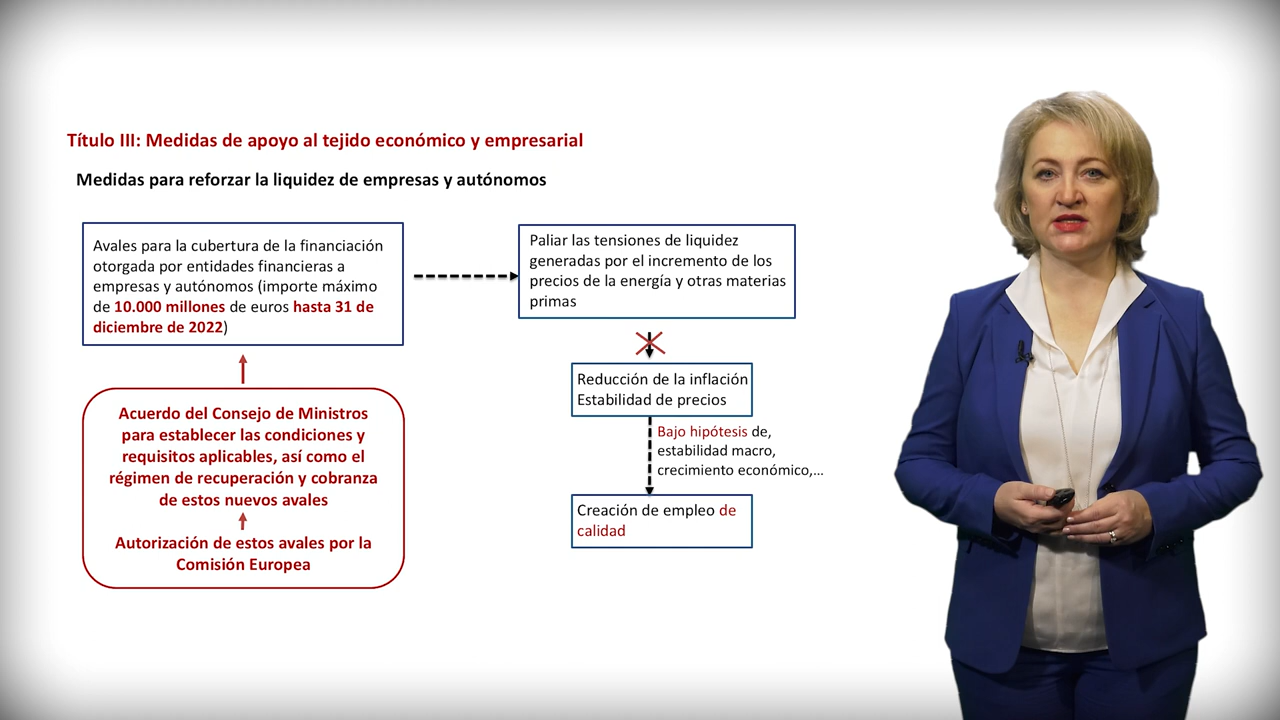 Título III: Medidas de apoyo al tejido económico y empresarial
Medidas para reforzar la liquidez de empresas y autónomos
Avales para la cubertura de la financiación
otorgada por entidades financieras a
empresas y autónomos (importe máximo
de 10.000 millones de euros hasta 31 de
diciembre de 2022)
Paliar las tensiones de liquidez
generadas por el incremento de los
precios de la energía y otras materias
primas
Reducción de la inflación
Estabilidad de precios
Bajo hipótesis de,
estabilidad macro,
crecimiento económico,...
Creación de empleo de
calidad
Acuerdo del Consejo de Ministros
para establecer las condiciones y
requisitos aplicables, así como el
régimen de recuperación y cobranza
de estos nuevos avales
Autorización de estos avales por la
Comisión Europea